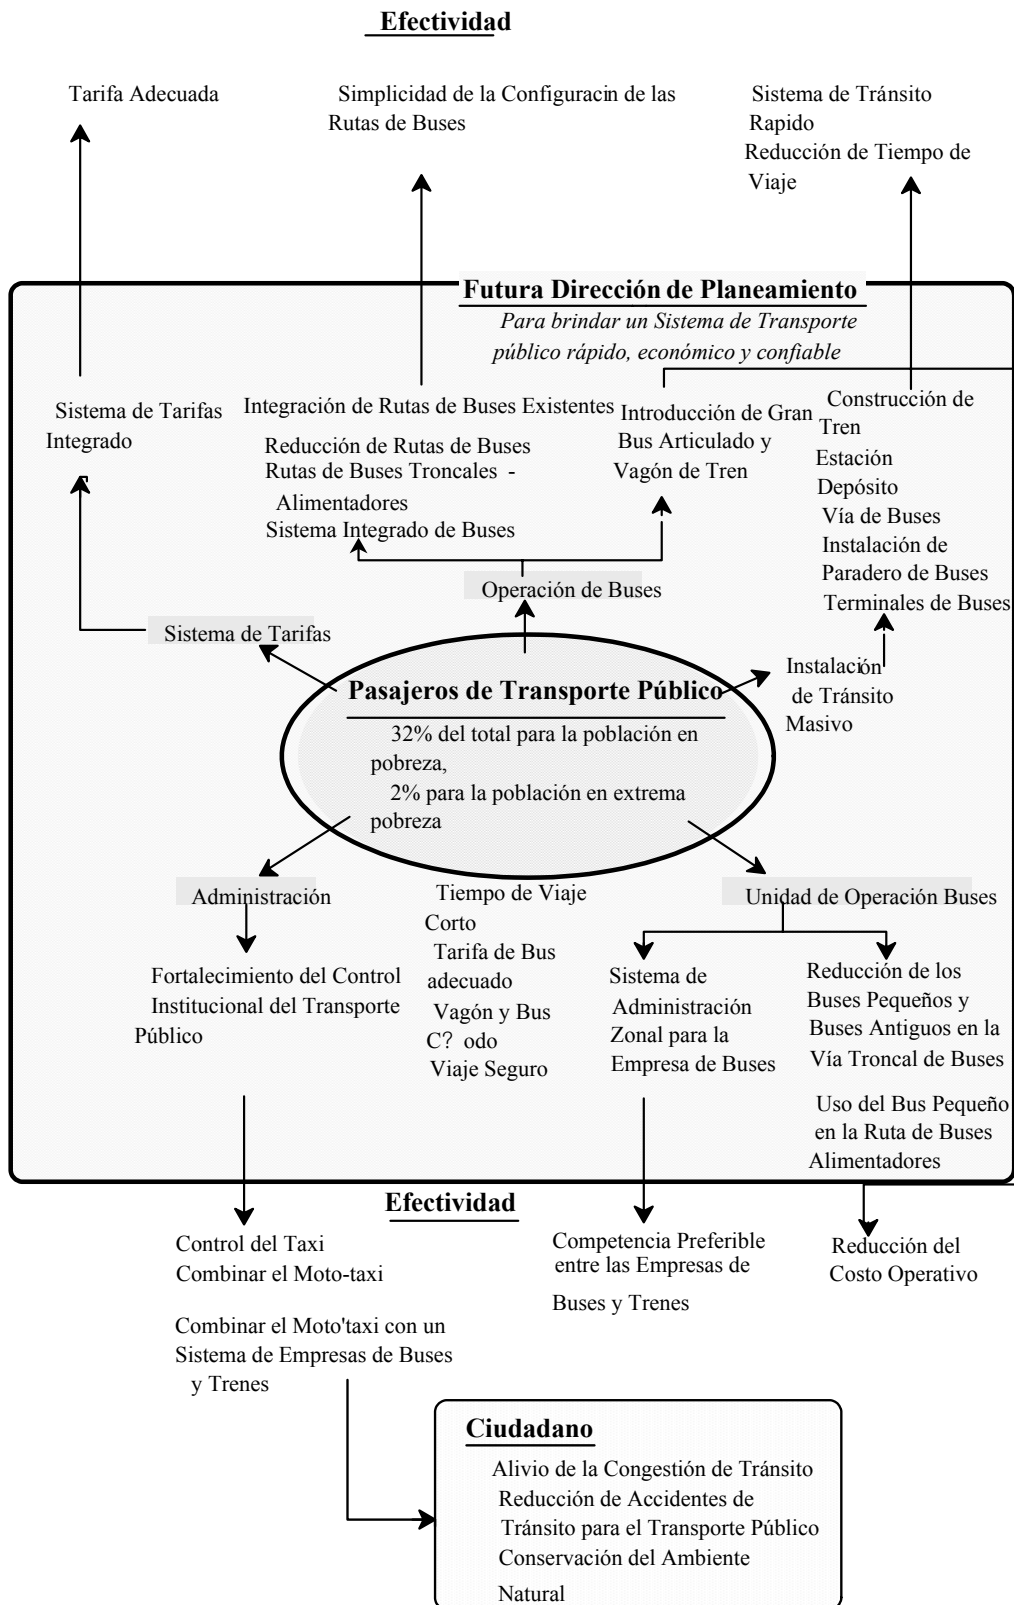 Efectividad
Tarifa Adecuada
Simplicidad de la Configuracin de las
Rutas de Buses
Sistema de Tránsito
Rapido
Reducción de Tiempo de
Viaje
Futura Dirección de Planeamiento
Para brindar un Sistema de Transporte
público rápido, económico y confiable
Sistema de Tarifas
Integrado
Integración de Rutas de Buses Existentes
Reducción de Rutas de Buses
Rutas de Buses Troncales -
Alimentadores
Sistema Integrado de Buses
Introducción de Gran
Bus Articulado y
Vagón de Tren
Construcción de
Tren
Estación
Depósito
Vía de Buses
Instalación de
Paradero de Buses
Terminales de Buses
Operación de Buses
Sistema de Tarifas
Instalación
de Tránsito
Masivo
Pasajeros de Transporte Público
32% del total para la población en
pobreza,
2% para la población en extrema
pobreza
Administración
Tiempo de Viaje
Corto
Tarifa de Bus
adecuado
Vagón y Bus
C? odo
Viaje Seguro
Unidad de Operación Buses
Fortalecimiento del Control
Institucional del Transporte
Público
Sistema de
Administración
Zonal para la
Empresa de Buses
Reducción de los
Buses Pequeños y
Buses Antiguos en la
Vía Troncal de Buses
Uso del Bus Pequeño
en la Ruta de Buses
Alimentadores
Efectividad
Control del Taxi
Combinar el Moto-taxi
Combinar el Moto'taxi con un
Sistema de Empresas de Buses
y Trenes
Competencia Preferible
entre las Empresas de
Buses y Trenes
Reducción del
Costo Operativo
Ciudadano
Alivio de la Congestión de Tránsito
Reducción de Accidentes de
Tránsito para el Transporte Público
Conservación del Ambiente
Natural